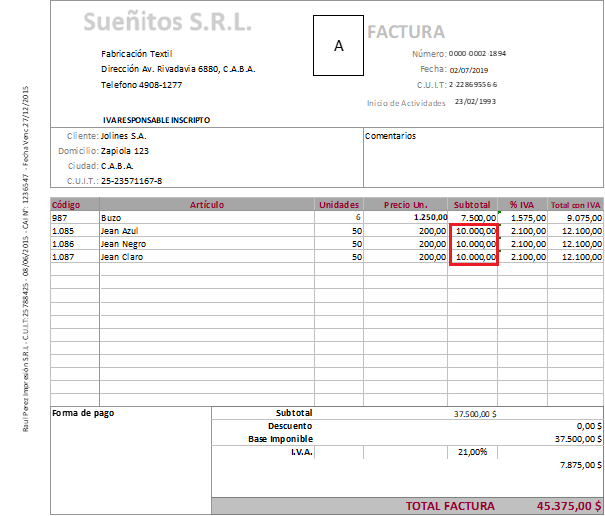 Sueñitos S.R.L.
A
FACTURA
Fabricación Textil
Número: 0000-0002-1894
Dirección Av. Rivadavia 6880, C.A.B.A.
Fecha: 02/07/2019
Telefono 4908-1277
C.U.I.T: 2-22869556-6
Inicio de Actividades 23/02/1993
IVA RESPONSABLE INSCRIPTO
Cliente: Jolines S.A.
Comentarios
Domicilio: Zapiola 123
Ciudad: C.A.B.A.
C.U.I.T.: 25-23571167-8
Código Artículo Unidades Precio Un. Subtotal % IVA Total con IVA
987 Buzo 6 1.250,00 7.500,00 1.575,00 9.075,00
1.085 Jean Azul 50 200,00 10.000,00 2.100,00 12.100,00
1.086 Jean Negro 50 200,00 10.000,00 2.100,00 12.100,00
1.087 Jean Claro 50 200,00 10.000,00 2.100,00 12.100,00
Forma de pago
Subtotal 37.500,00 $
Descuento 0,00 $
Base Imponible 37.500,00 $
I.V.A. 21,00%
7.875,00 $
TOTAL FACTURA 45.375,00 $
Raul Perez Impresión S.R.L - C.U.I.T: 25788425 - 08/06/2015 - CAI N°: 1236547 - Fecha Venc 27/12/2015